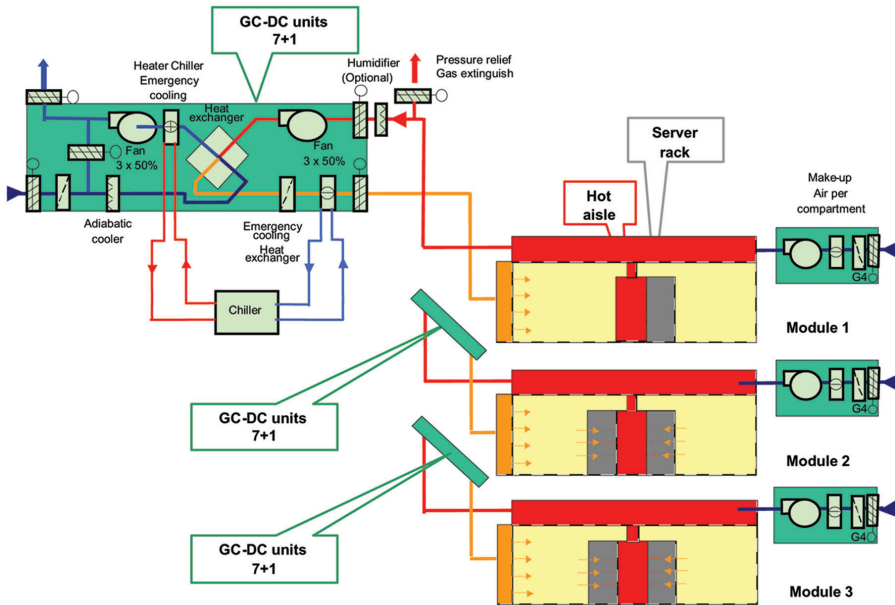 GC-DC units
7+1
Heater Chiller
Emergency
cooling
Humidifier
(Optional)
Pressure relief
Gas extinguish
Heat
exchanger
Fan
3 x 50%
Fan
3 x 50%
Server
rack
Hot
aisle
Make-up
Air per
compartment
Adiabatic
cooler
Emergency
cooling
Heat
exchanger
Chiller
G4
Module 1
GC-DC units
7+1
G4
Module 2
GC-DC units
7+1
G4
Module 3